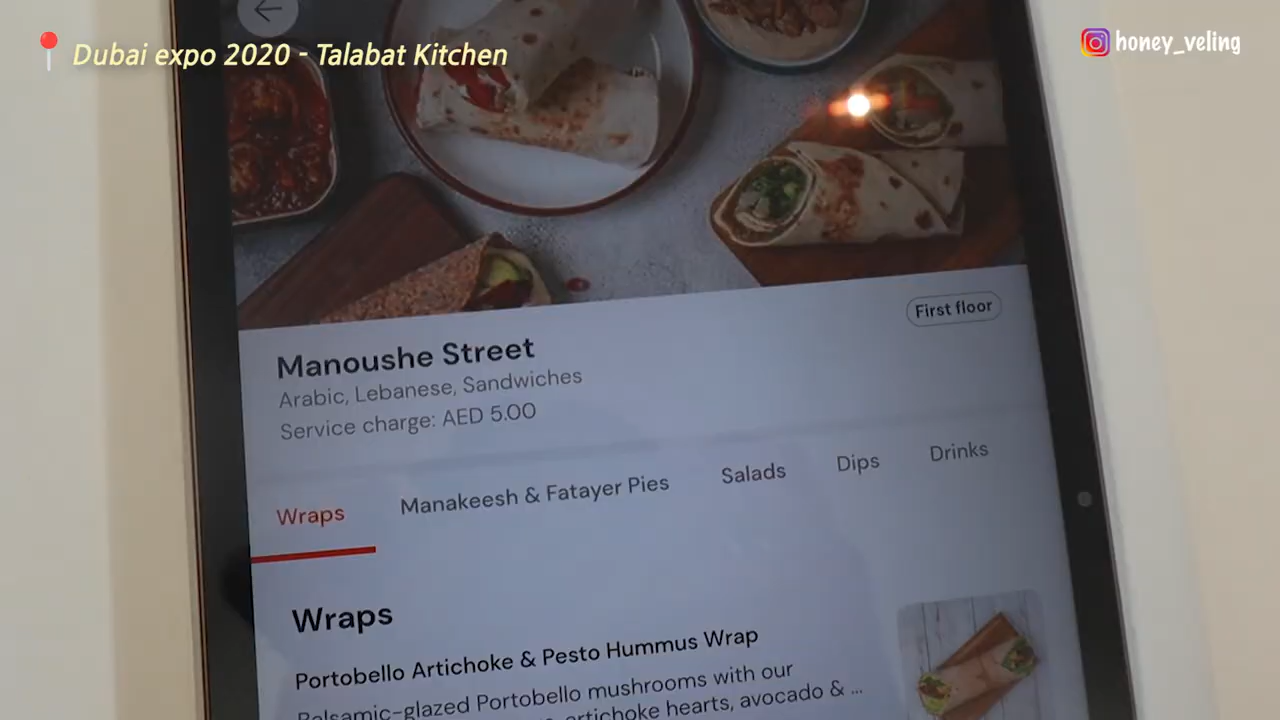 Dubai expo 2020 - Talabat Kitchen
honey_veling
First floor
Manoushe Street
Arabic, Lebanese, Sandwiches
Service charge: AED 5.00
Wraps
Manakeesh & Fatayer Pies
Salads
Dips
Drinks
Wraps
Portobello Artichoke & Pesto Hummus Wrap
Balsamic-glazed Portobello mushrooms with our
artichoke hearts, avocado & ...